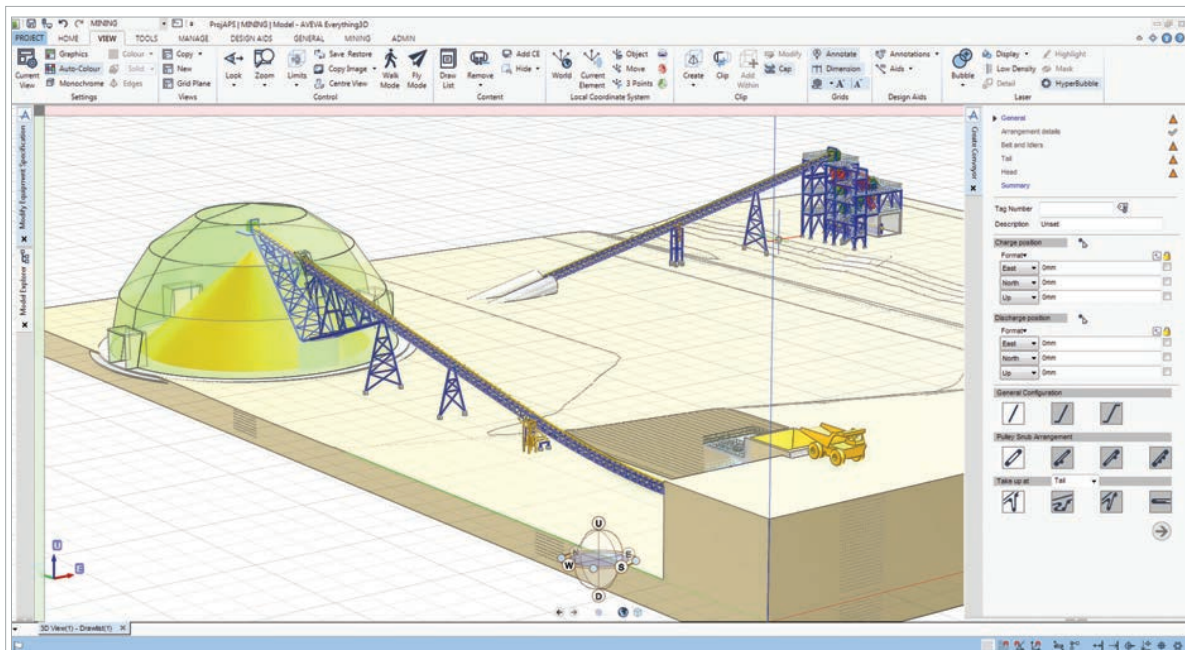 MINING
ProjAPS | MINING | Model - AVEVA Everything3D
PROJECT HOME VIEW TOOLS MANAGE DESIGN AIDS GENERAL MINING ADMIN
Current View
Graphics
Auto-Colour
Monochrome
Colour
Solid
Edges
Settings
Copy
New
Grid Plane
Views
Look
Zoom
Limits
Save Restore
Copy Image
Centre View
Walk Mode
Fly Mode
Control
Draw List
Remove
Add CE
Hide
Content
World
Current Element
Object
Move
3 Points
Local Coordinate System
Create
Clip
Add Within
Modify
Cap
Clip
Annotate
Dimension
A A
Grids
Annotations
Aids
Design Aids
Bubble
Display
Low Density
Detail
Highlight
Mask
HyperBubble
Laser
Modify Equipment Specification
Model Explorer
Create Conveyor
General
Arrangement details
Belt and Idlers
Tail
Head
Summary
Tag Number
Description Unset
Charge position
Format
East 0mm
North 0mm
Up 0mm
Discharge position
Format
East 0mm
North 0mm
Up 0mm
General Configuration
Pulley Snub Arrangement
Take up at Tail
U
W
E
S
D
U
E
3D View(1) - Drawlist(1)